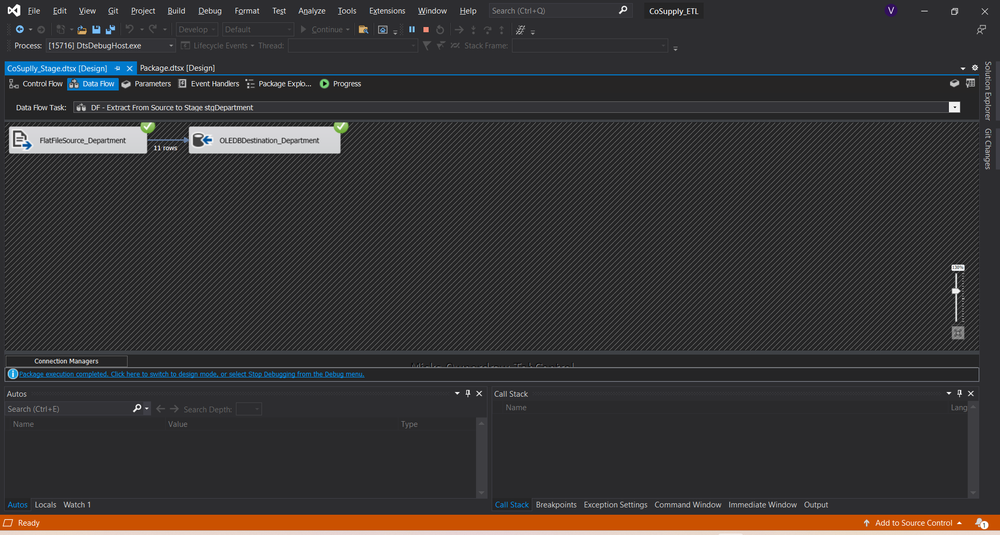 File Edit View Git Project Build Debug Format Test Analyze Tools Extensions Window Help Search (Ctrl+Q) CoSupply_ETL V
Develop Default Continue
Process: [15716] DtsDebugHost.exe Lifecycle Events Thread: Stack Frame:
CoSuplly_Stage.dtsx [Design] Package.dtsx [Design]
Control Flow Data Flow Parameters Event Handlers Package Explo... Progress
Data Flow Task: DF - Extract From Source to Stage stgDepartment
FlatFileSource_Department
11 rows
OLEDBDestination_Department
130%
Solution Explorer
Git Changes
Connection Managers
Package execution completed. Click here to switch to design mode, or select Stop Debugging from the Debug menu.
Autos
Search (Ctrl+E) Search Depth:
Name Value Type
Autos Locals Watch 1
Call Stack
Name Lang
Call Stack Breakpoints Exception Settings Command Window Immediate Window Output
Ready Add to Source Control 1